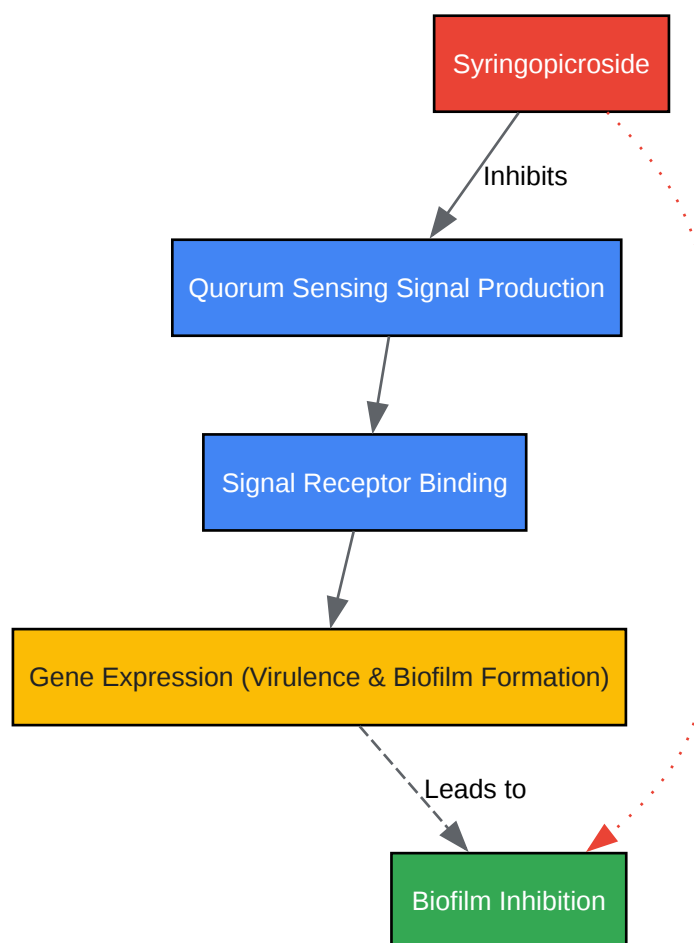 Syringopicroside
Inhibits
Quorum Sensing Signal Production
Signal Receptor Binding
Gene Expression (Virulence & Biofilm Formation)
Leads to
Biofilm Inhibition